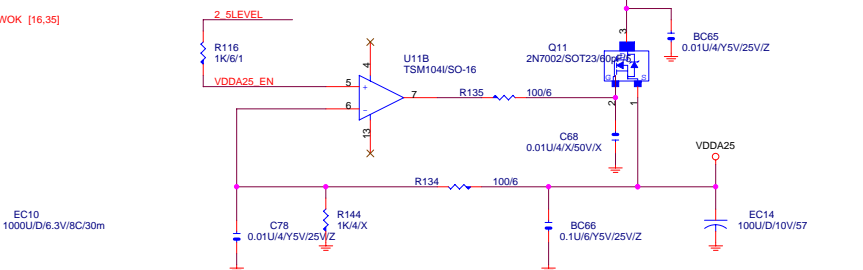 WOK [16,35]
2_5LEVEL
R116
1K/6/1
VDDA25_EN
5
6
+
-
4
13
U11B
TSM104I/SO-16
7
R135
100/6
Q11
2N7002/SOT23/60pF/5
3
D
G
S
2
1
BC65
0.01U/4/Y5V/25V/Z
C68
0.01U/4/X/50V/X
VDDA25
R134
100/6
EC10
1000U/D/6.3V/8C/30m
C78
0.01U/4/Y5V/25V/Z
R144
1K/4/X
BC66
0.1U/6/Y5V/25V/Z
EC14
100U/D/10V/57